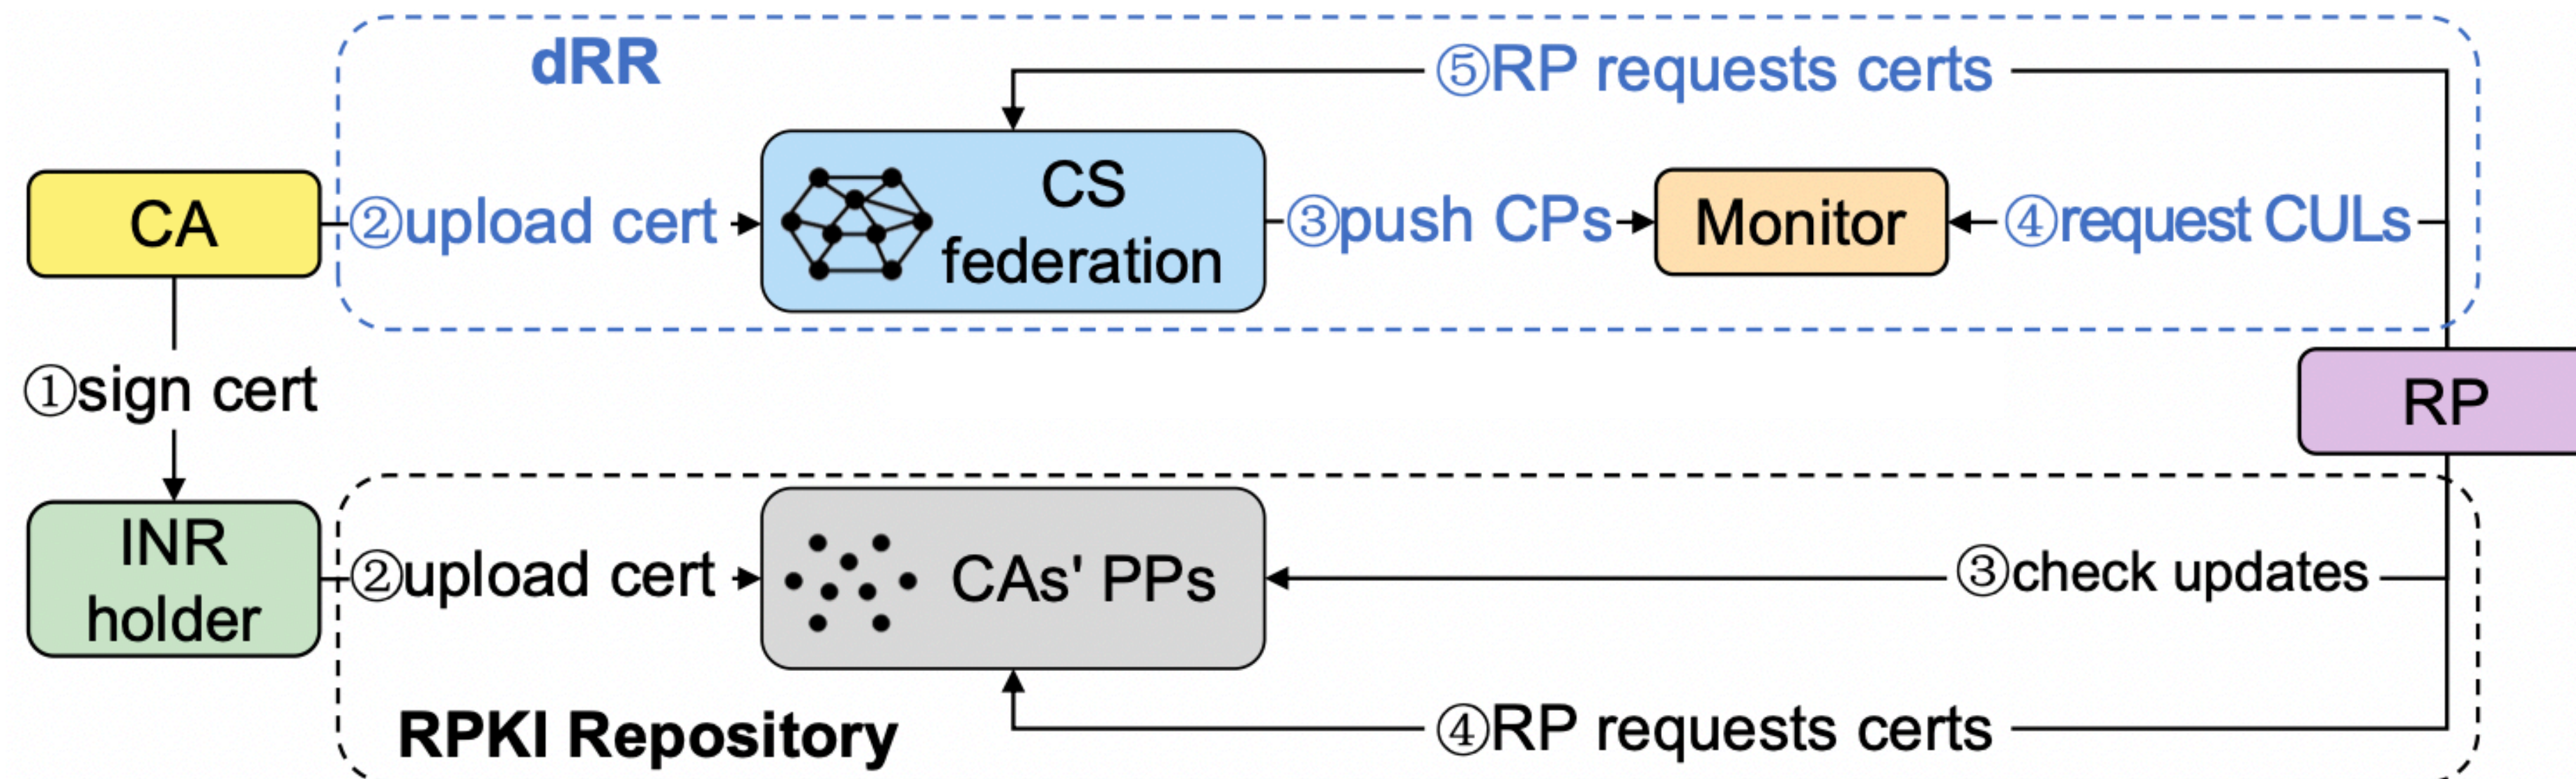 dRR
⑤RP requests certs
CA
②upload cert
CS
federation
③push CPs
Monitor
④request CULs
①sign cert
RP
INR
holder
②upload cert
CAs' PPs
③check updates
RPKI Repository
④RP requests certs